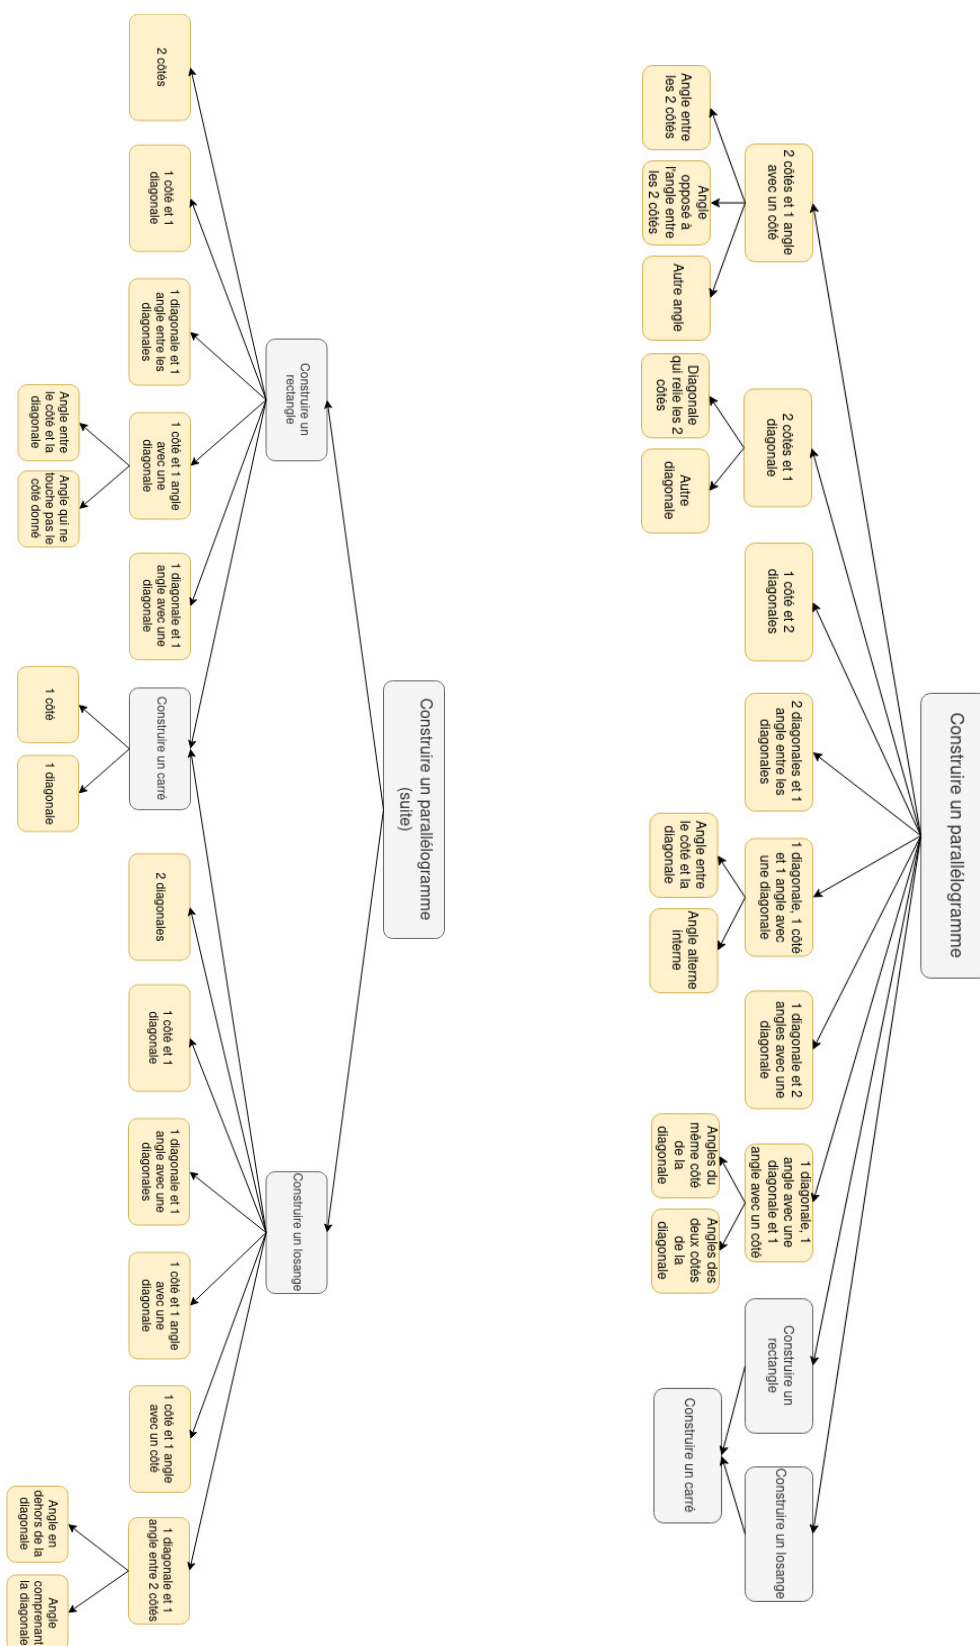 Construire un parallélogramme
2 côtés et 1 angle
avec un côté
2 côtés et 1
diagonale
1 côté et 2
diagonales
2 diagonales et 1
angle entre les
diagonales
1 diagonale, 1 côté
et 1 angle avec
une diagonale
1 diagonale et 2
angles avec une
diagonale
1 diagonale, 1
angle avec une
diagonale et 1
angle avec un côté
Construire un
rectangle
Construire un losange
Angle entre
les 2 côtés
Angle
opposé à
l'angle entre
les 2 côtés
Autre angle
Diagonale
qui relie les 2
côtés
Autre
diagonale
Angle entre
le côté et la
diagonale
Angle alterne
interne
Angles du
même côté
de la
diagonale
Angles des
deux côtés
de la
diagonale
Construire un carré
Construire un parallélogramme
(suite)
Construire un
rectangle
Construire un losange
2 côtés
1 côté et 1
diagonale
1 diagonale et 1
angle entre les
diagonales
1 côté et 1 angle
avec une
diagonale
1 diagonale et 1
angle avec une
diagonale
Construire un carré
2 diagonales
1 côté et 1
diagonale
1 diagonale et 1
angle avec une
diagonales
1 côté et 1 angle
avec une
diagonale
1 côté et 1 angle
avec un côté
1 diagonale et 1
angle entre 2 côtés
Angle entre
le côté et la
diagonale
Angle qui ne
touche pas le
côté donné
1 côté
1 diagonale
Angle en
dehors de la
diagonale
Angle
comprenant
la diagonale